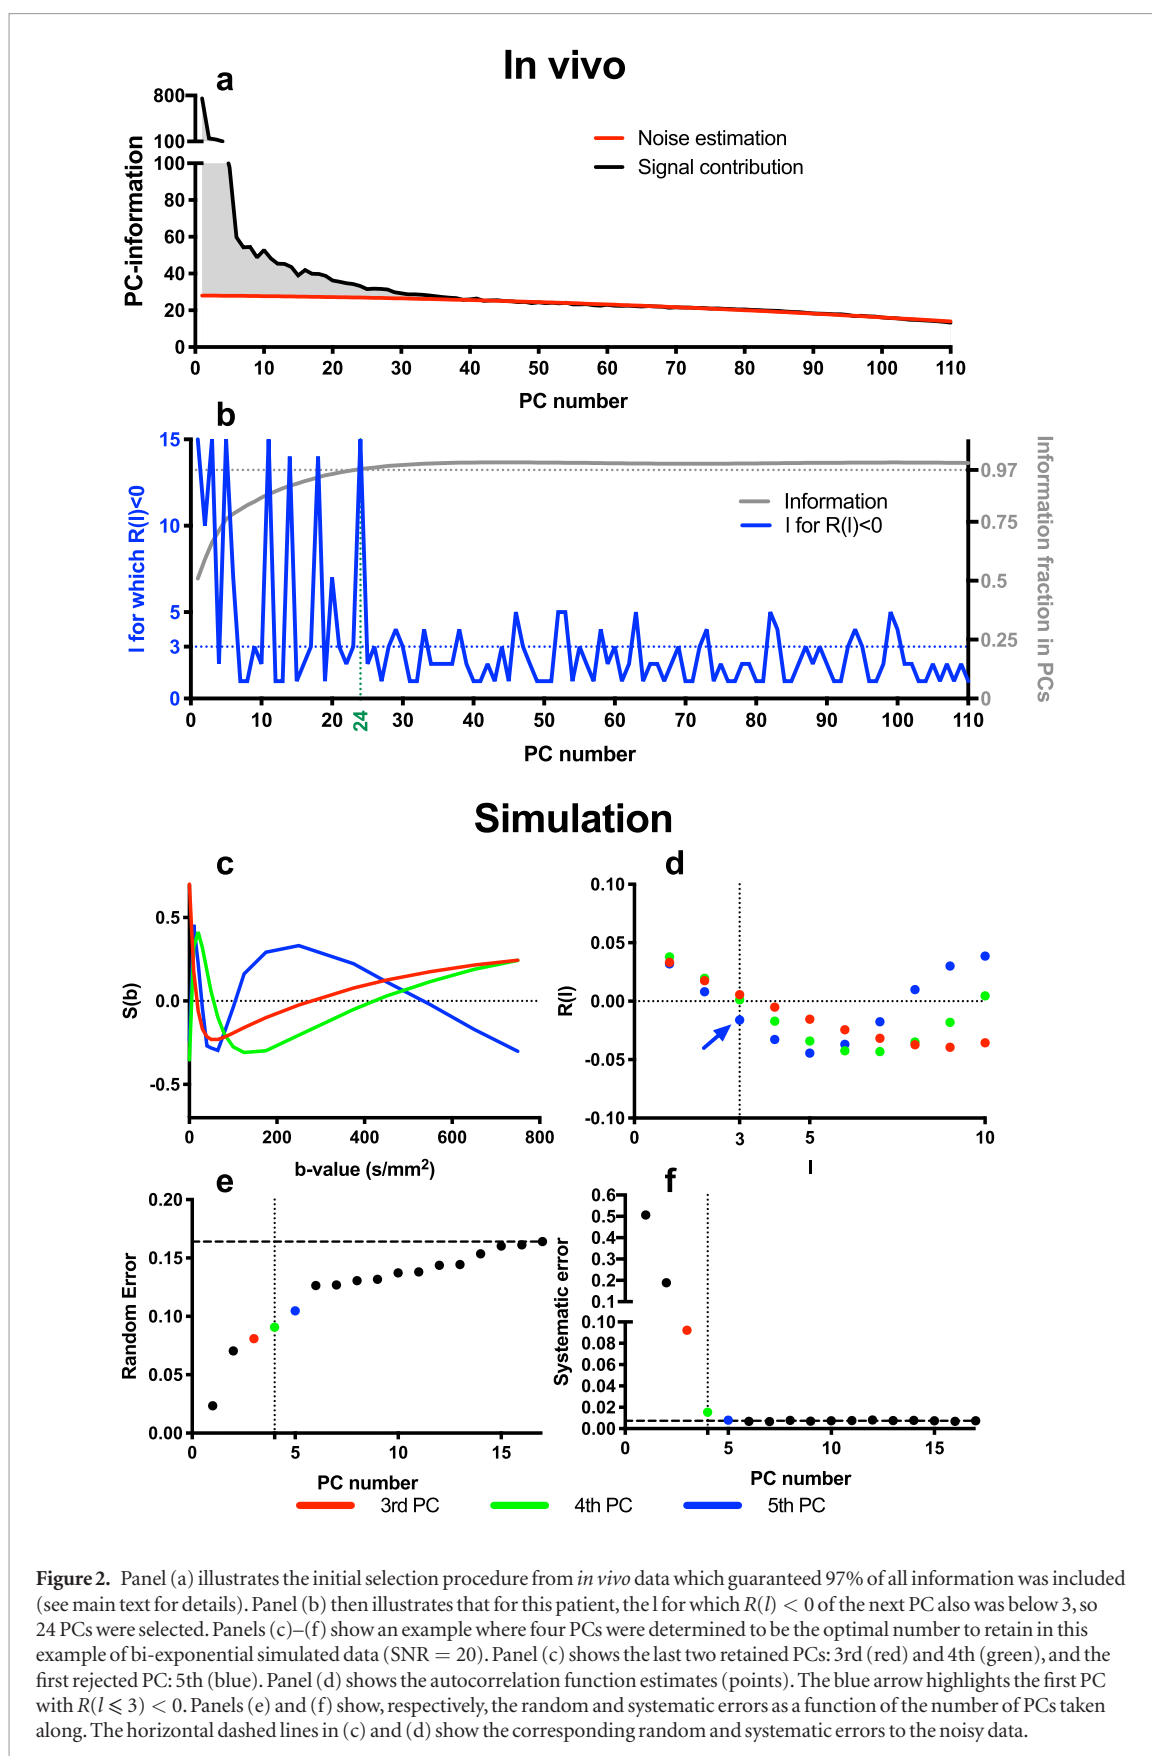 In vivo
a
800
100
100
80
60
40
20
0
PC-information
Noise estimation
Signal contribution
0 10 20 30 40 50 60 70 80 90 100 110
PC number
b
15
10
5
3
0
l for which R(l)<0
0.97
0.75
0.5
0.25
0
Information fraction in PCs
Information
l for R(l)<0
0 10 20 24 30 40 50 60 70 80 90 100 110
PC number
Simulation
c
0.5
0.0
-0.5
S(b)
0 200 400 600 800
b-value (s/mm²)
d
0.10
0.05
0.00
-0.05
-0.10
R(l)
0 3 5 10
l
e
0.20
0.15
0.10
0.05
0.00
Random Error
0 5 10 15
PC number
f
0.6
0.5
0.4
0.3
0.2
0.1
0.10
0.08
0.06
0.04
0.02
0.00
Systematic error
0 5 10 15
PC number
3rd PC 4th PC 5th PC
Figure 2. Panel (a) illustrates the initial selection procedure from in vivo data which guaranteed 97% of all information was included
(see main text for details). Panel (b) then illustrates that for this patient, the l for which R(l) < 0 of the next PC also was below 3, so
24 PCs were selected. Panels (c)–(f) show an example where four PCs were determined to be the optimal number to retain in this
example of bi-exponential simulated data (SNR = 20). Panel (c) shows the last two retained PCs: 3rd (red) and 4th (green), and the
first rejected PC: 5th (blue). Panel (d) shows the autocorrelation function estimates (points). The blue arrow highlights the first PC
with R(l ⩽ 3) < 0. Panels (e) and (f) show, respectively, the random and systematic errors as a function of the number of PCs taken
along. The horizontal dashed lines in (c) and (d) show the corresponding random and systematic errors to the noisy data.